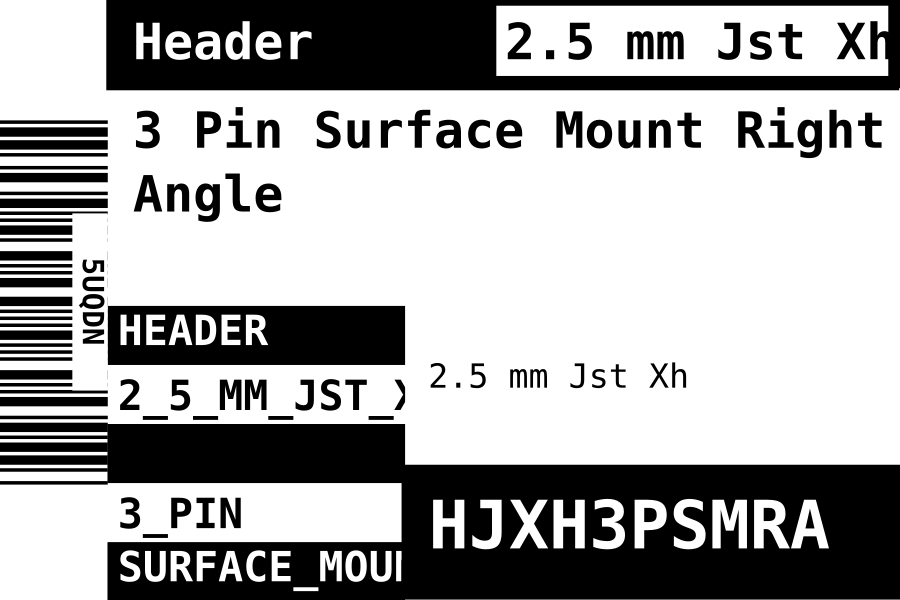 Header
2.5 mm Jst Xh
3 Pin Surface Mount Right
Angle
5UQDN
HEADER
2_5_MM_JST_X
2.5 mm Jst Xh
3_PIN
SURFACE_MOU
HJXH3PSMRA